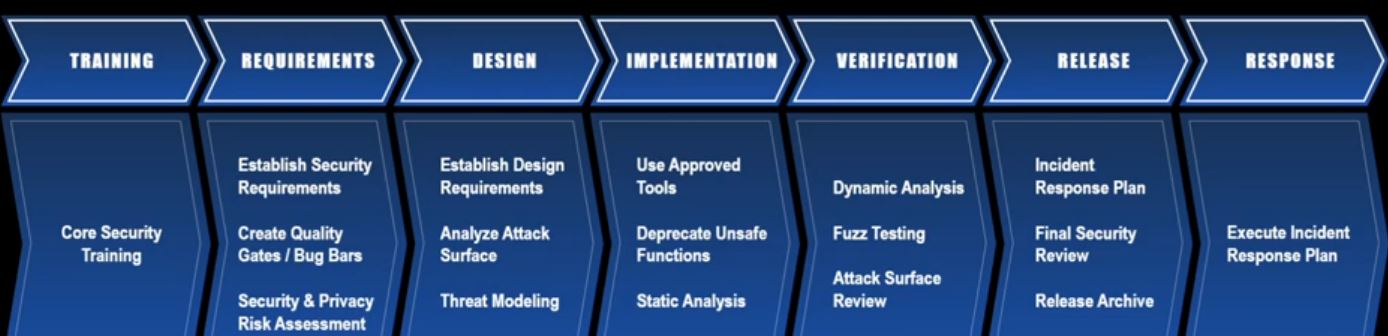 TRAINING
REQUIREMENTS
DESIGN
IMPLEMENTATION
VERIFICATION
RELEASE
RESPONSE
Core Security
Training
Establish Security
Requirements
Create Quality
Gates / Bug Bars
Security & Privacy
Risk Assessment
Establish Design
Requirements
Analyze Attack
Surface
Threat Modeling
Use Approved
Tools
Deprecate Unsafe
Functions
Static Analysis
Dynamic Analysis
Fuzz Testing
Attack Surface
Review
Incident
Response Plan
Final Security
Review
Release Archive
Execute Incident
Response Plan